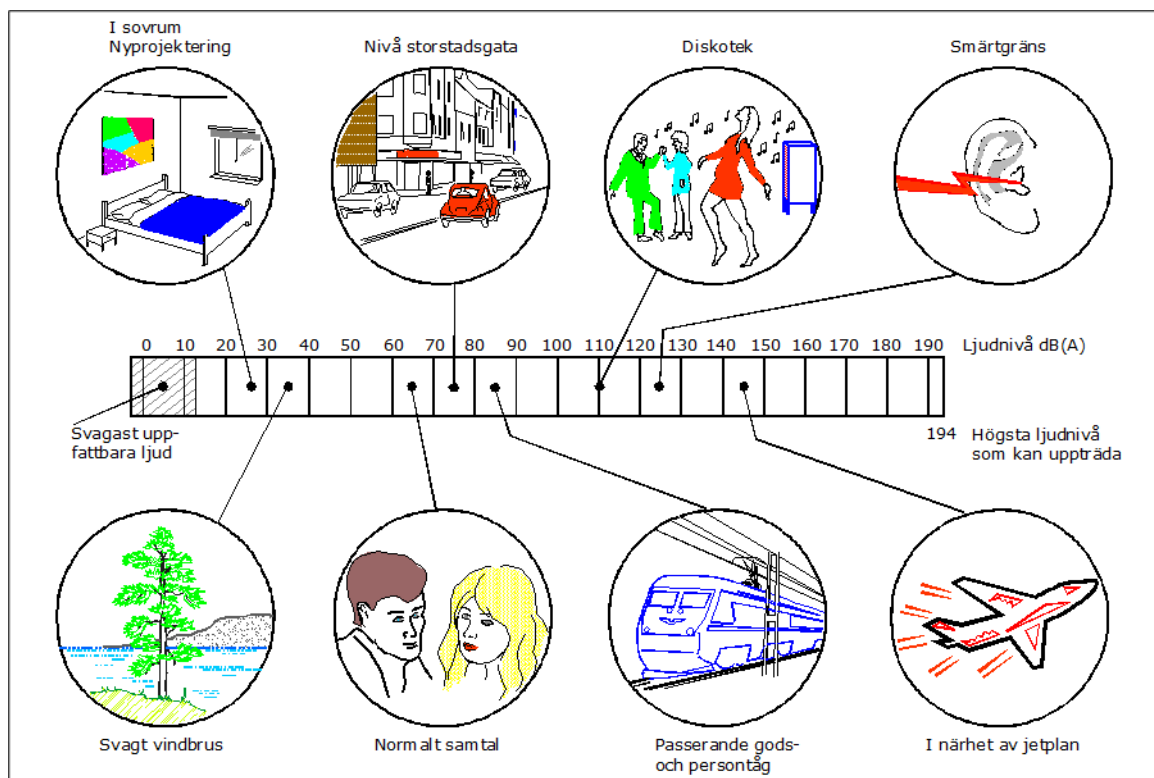 I sovrum
Nyprojektering
Nivå storstadsgata
Diskotek
Smärtgräns
0 10 20 30 40 50 60 70 80 90 100 110 120 130 140 150 160 170 180 190 Ljudnivå dB(A)
Svagast upp-
fattbara ljud
194 Högsta ljudnivå
som kan uppträda
Svagt vindbrus
Normalt samtal
Passerande gods-
och persontåg
I närhet av jetplan